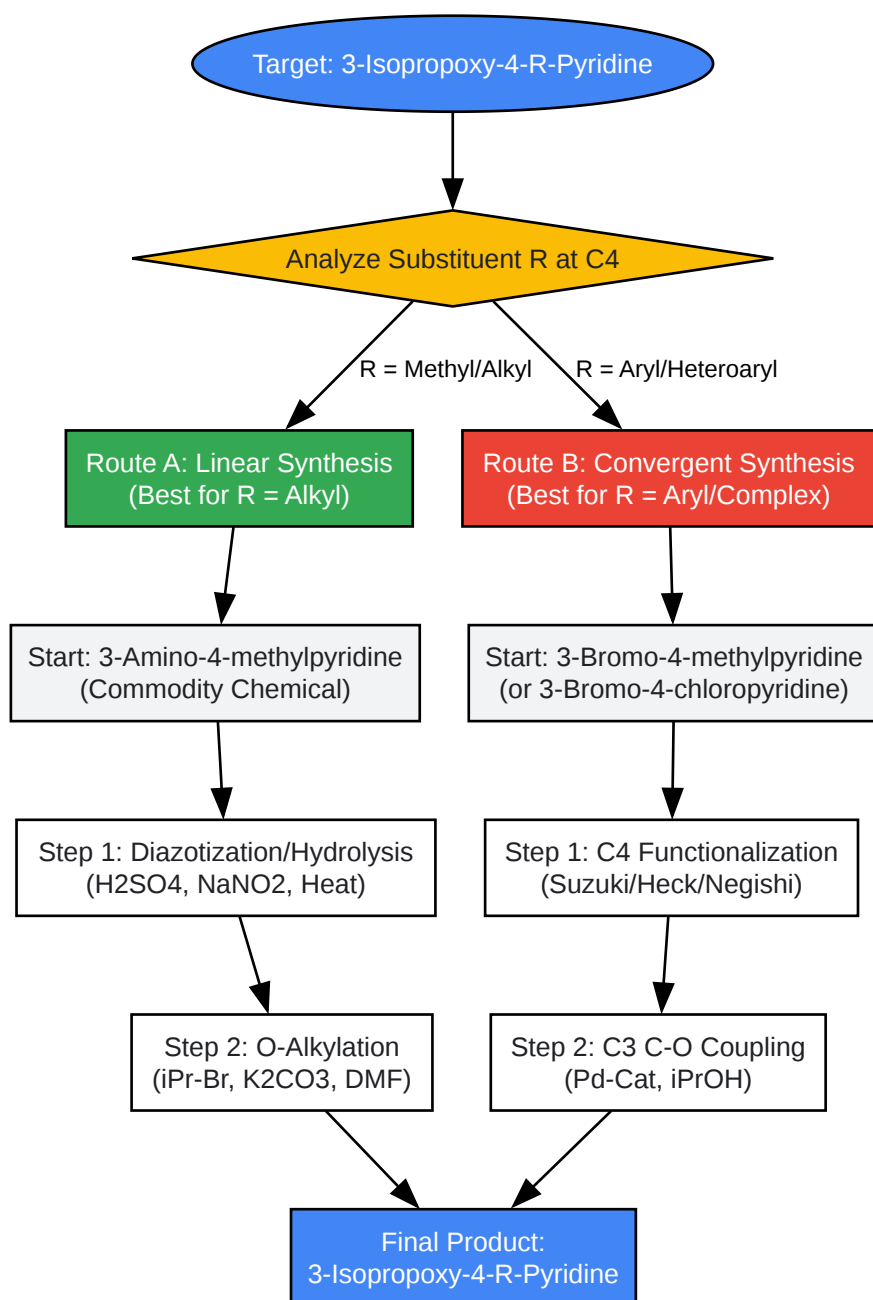 Target: 3-Isopropoxy-4-R-Pyridine
Analyze Substituent R at C4
R = Methyl/Alkyl
R = Aryl/Heteroaryl
Route A: Linear Synthesis
(Best for R = Alkyl)
Route B: Convergent Synthesis
(Best for R = Aryl/Complex)
Start: 3-Amino-4-methylpyridine
(Commodity Chemical)
Start: 3-Bromo-4-methylpyridine
(or 3-Bromo-4-chloropyridine)
Step 1: Diazotization/Hydrolysis
(H2SO4, NaNO2, Heat)
Step 1: C4 Functionalization
(Suzuki/Heck/Negishi)
Step 2: O-Alkylation
(iPr-Br, K2CO3, DMF)
Step 2: C3 C-O Coupling
(Pd-Cat, iPrOH)
Final Product:
3-Isopropoxy-4-R-Pyridine